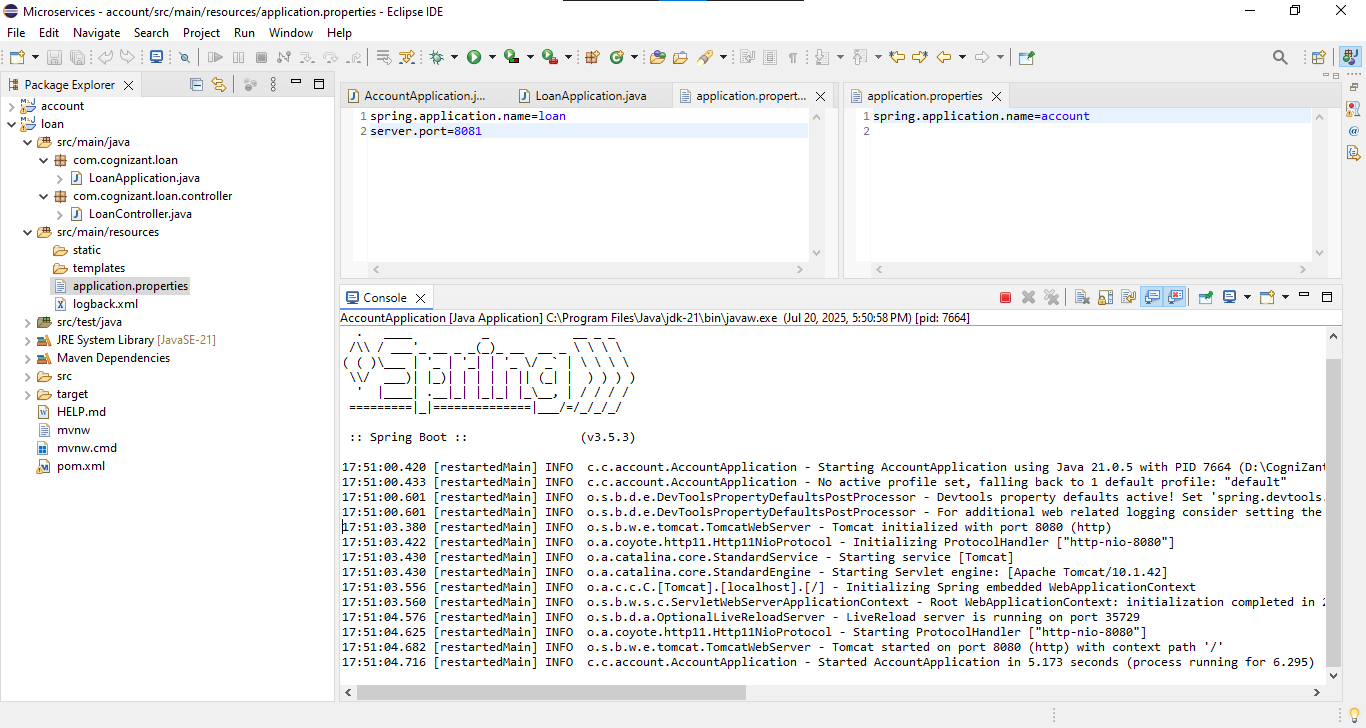 Microservices - account/src/main/resources/application.properties - Eclipse IDE
File Edit Navigate Search Project Run Window Help
Package Explorer
account
loan
src/main/java
com.cognizant.loan
LoanApplication.java
com.cognizant.loan.controller
LoanController.java
src/main/resources
static
templates
application.properties
logback.xml
src/test/java
JRE System Library [JavaSE-21]
Maven Dependencies
src
target
HELP.md
mvnw
mvnw.cmd
pom.xml
AccountApplication.j... LoanApplication.java application.propert...
1 spring.application.name=loan
2 server.port=8081
application.properties
1 spring.application.name=account
2
Console
AccountApplication [Java Application] C:\Program Files\Java\jdk-21\bin\javaw.exe (Jul 20, 2025, 5:50:58 PM) [pid: 7664]
Spring
:: Spring Boot :: (v3.5.3)
17:51:00.420 [restartedMain] INFO c.c.account.AccountApplication - Starting AccountApplication using Java 21.0.5 with PID 7664 (D:\CogniZant
17:51:00.433 [restartedMain] INFO c.c.account.AccountApplication - No active profile set, falling back to 1 default profile: "default"
17:51:00.601 [restartedMain] INFO o.s.b.d.e.DevToolsPropertyDefaultsPostProcessor - Devtools property defaults active! Set 'spring.devtools.
17:51:00.601 [restartedMain] INFO o.s.b.d.e.DevToolsPropertyDefaultsPostProcessor - For additional web related logging consider setting the
17:51:03.380 [restartedMain] INFO o.s.b.w.e.tomcat.TomcatWebServer - Tomcat initialized with port 8080 (http)
17:51:03.422 [restartedMain] INFO o.a.coyote.http11.Http11NioProtocol - Initializing ProtocolHandler ["http-nio-8080"]
17:51:03.430 [restartedMain] INFO o.a.catalina.core.StandardService - Starting service [Tomcat]
17:51:03.430 [restartedMain] INFO o.a.catalina.core.StandardEngine - Starting Servlet engine: [Apache Tomcat/10.1.42]
17:51:03.556 [restartedMain] INFO o.a.c.c.C.[Tomcat].[localhost].[/] - Initializing Spring embedded WebApplicationContext
17:51:03.560 [restartedMain] INFO o.s.b.w.s.c.ServletWebServerApplicationContext - Root WebApplicationContext: initialization completed in
17:51:04.576 [restartedMain] INFO o.s.b.d.a.OptionalLiveReloadServer - LiveReload server is running on port 35729
17:51:04.625 [restartedMain] INFO o.a.coyote.http11.Http11NioProtocol - Starting ProtocolHandler ["http-nio-8080"]
17:51:04.682 [restartedMain] INFO o.s.b.w.e.tomcat.TomcatWebServer - Tomcat started on port 8080 (http) with context path '/'
17:51:04.716 [restartedMain] INFO c.c.account.AccountApplication - Started AccountApplication in 5.173 seconds (process running for 6.295)